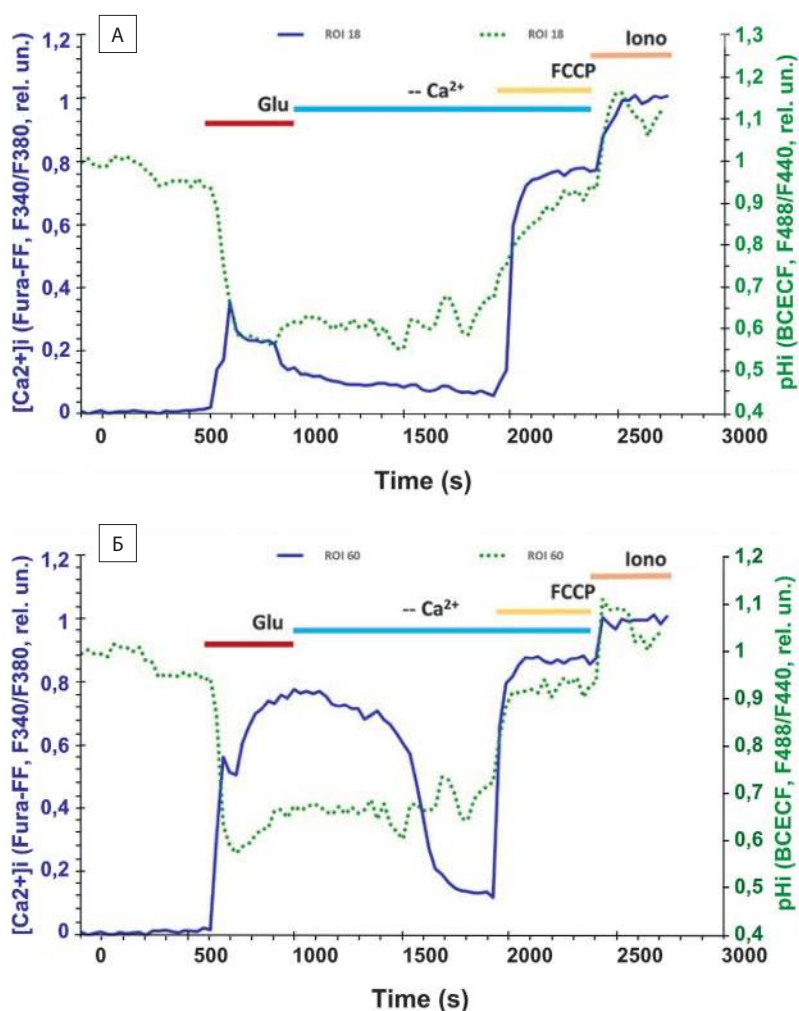 А
ROI 18
ROI 18
Iono
FCCP
-- Ca²⁺
Glu
[Ca2+]i (Fura-FF, F340/F380, rel. un.)
1,2
1
0,8
0,6
0,4
0,2
0
pHi (BCECF, F488/F440, rel. un.)
1,3
1,2
1,1
1
0,9
0,8
0,7
0,6
0,5
0,4
0 500 1000 1500 2000 2500 3000
Time (s)
Б
ROI 60
ROI 60
Iono
FCCP
-- Ca²⁺
Glu
[Ca2+]i (Fura-FF, F340/F380, rel. un.)
1,2
1
0,8
0,6
0,4
0,2
0
pHi (BCECF, F488/F440, rel. un.)
1,2
1,1
1
0,9
0,8
0,7
0,6
0,5
0,4
0 500 1000 1500 2000 2500 3000
Time (s)